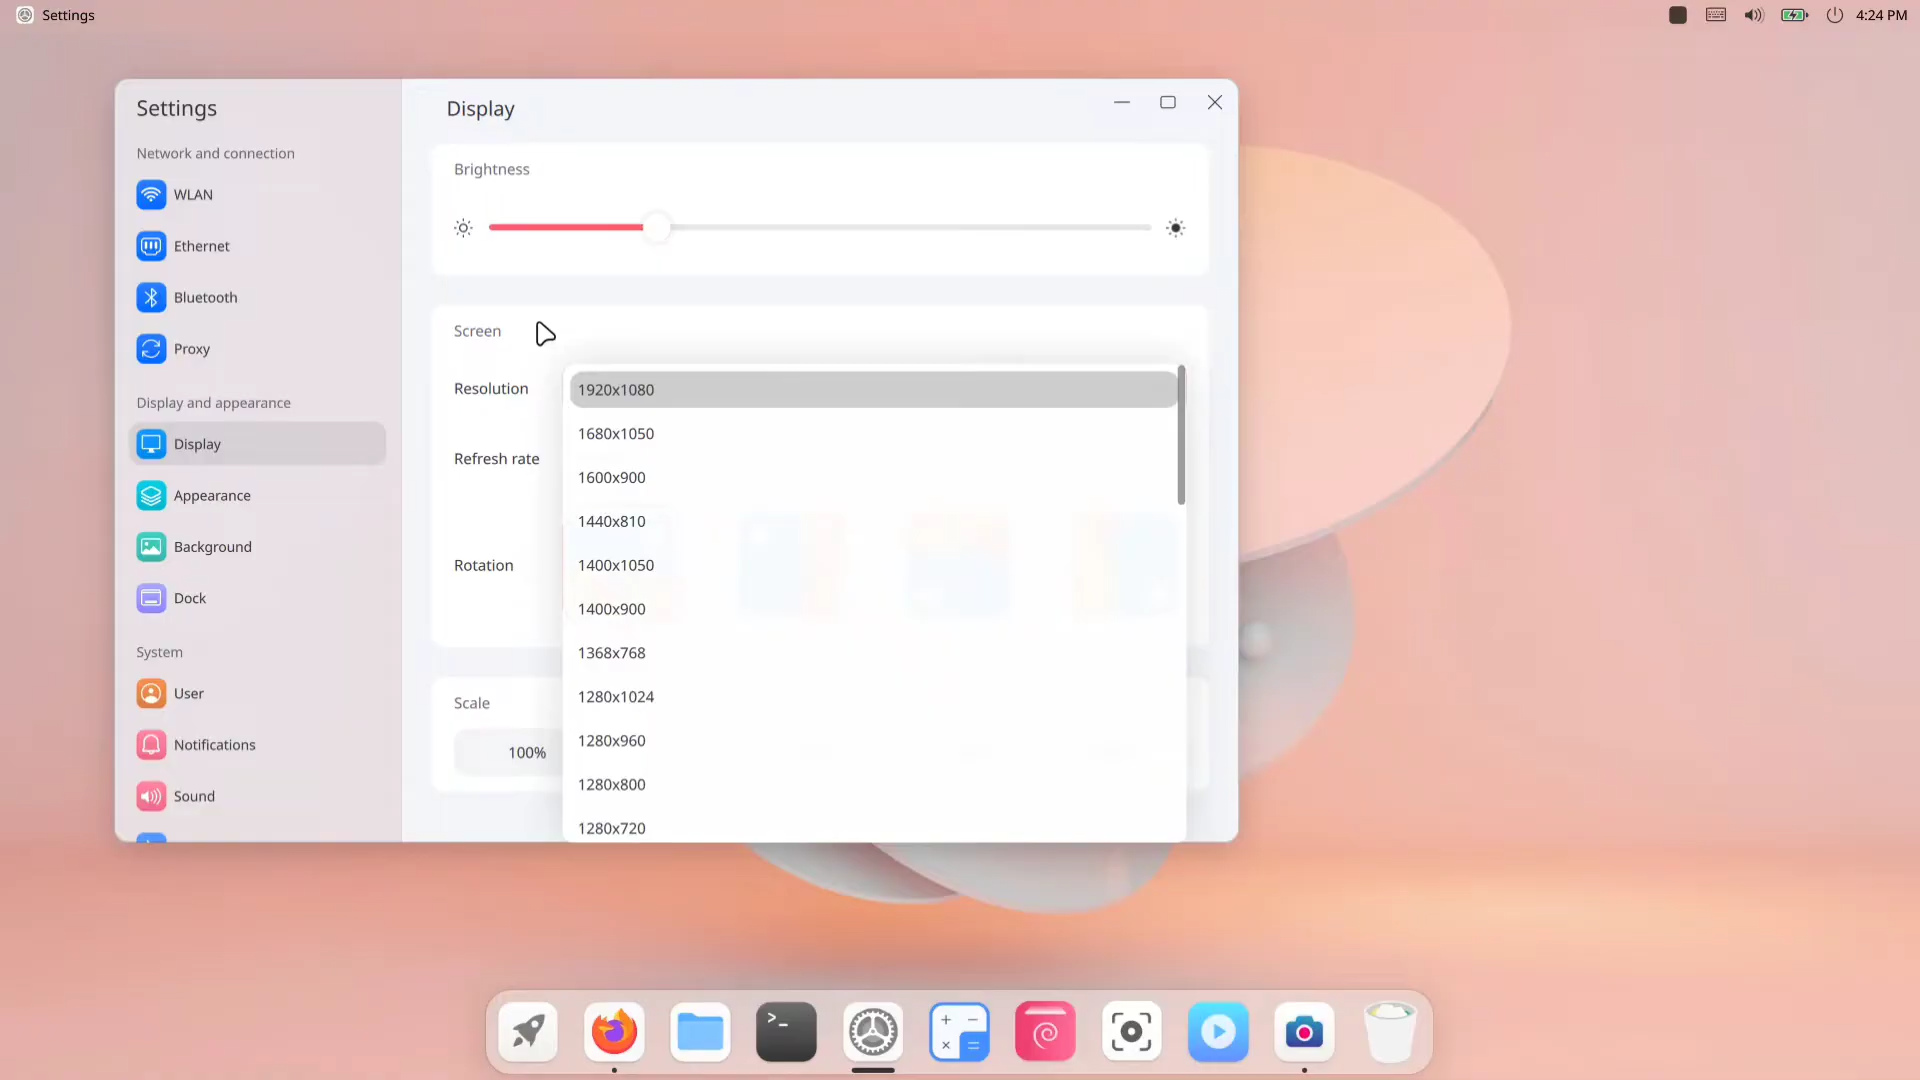 Settings
4:24 PM
Settings
Network and connection
WLAN
Ethernet
Bluetooth
Proxy
Display and appearance
Display
Appearance
Background
Dock
System
User
Notifications
Sound
Display
Brightness
Screen
Resolution
Refresh rate
Rotation
1920x1080
1680x1050
1600x900
1440x810
1400x1050
1400x900
1368x768
1280x1024
1280x960
1280x800
1280x720
Scale
100%
>_